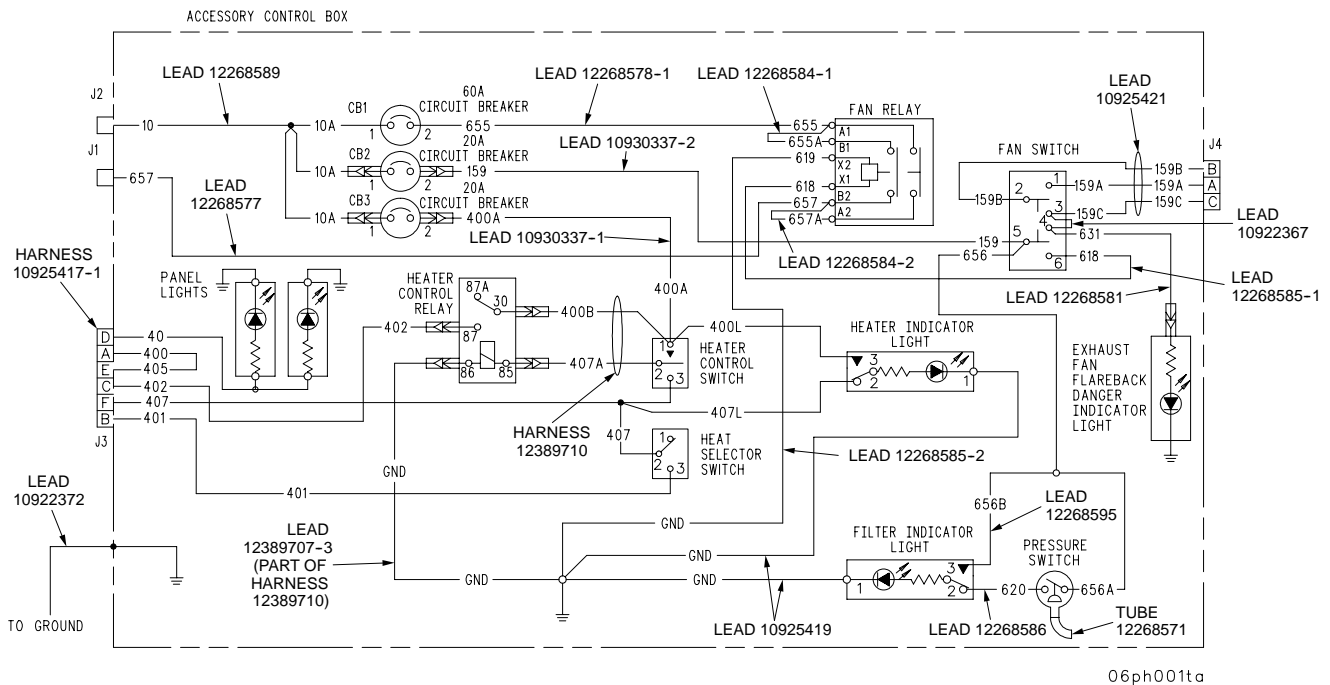 ACCESSORY CONTROL BOX
LEAD 12268589
J2
10
10A
CB1
1
2
60A
CIRCUIT BREAKER
655
LEAD 12268578-1
LEAD 12268584-1
20A
10A
CB2
1
2
CIRCUIT BREAKER
159
LEAD 10930337-2
20A
10A
CB3
1
2
CIRCUIT BREAKER
400A
LEAD 10930337-1
J1
657
LEAD
12268577
FAN RELAY
655
A1
655A
B1
619
X2
618
X1
657
B2
657A
A2
LEAD 12268584-2
FAN SWITCH
1
2
3
4
5
6
159B
159
656
159A
159C
631
618
LEAD
10925421
J4
159B
B
159A
A
159C
C
LEAD
10922367
LEAD 12268581
LEAD
12268585-1
HARNESS
10925417-1
PANEL
LIGHTS
HEATER
CONTROL
RELAY
87A
30
87
86
85
402
400B
407A
400A
400L
1
2
3
HEATER
CONTROL
SWITCH
HEATER INDICATOR
LIGHT
3
2
1
EXHAUST
FAN
FLAREBACK
DANGER
INDICATOR
LIGHT
D
40
A
400
E
405
C
402
F
407
B
401
J3
407L
407
HARNESS
12389710
1
2
3
HEAT
SELECTOR
SWITCH
LEAD 12268585-2
GND
401
LEAD
10922372
LEAD
12389707-3
(PART OF
HARNESS
12389710)
GND
GND
GND
GND
656B
LEAD
12268595
FILTER INDICATOR
LIGHT
1
3
2
PRESSURE
SWITCH
620
656A
TO GROUND
LEAD 10925419
LEAD 12268586
TUBE
12268571
06ph001ta